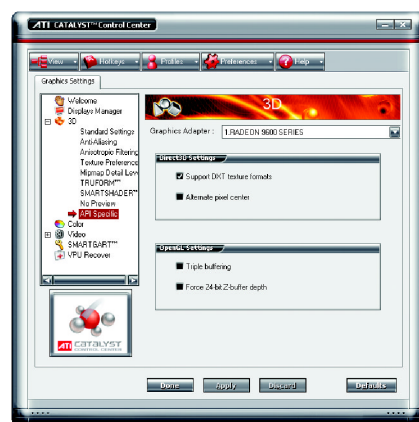 ATI CATALYST™ Control Center
View
Hotkeys
Profiles
Preferences
Help
Graphics Settings
Welcome
Displays Manager
3D
Standard Settings
Anti-Aliasing
Anisotropic Filtering
Texture Preference
Mipmap Detail Lev
TRUFORM™
SMARTSHADER™
No Preview
API Specific
Color
Video
SMARTGART™
VPU Recover
3D
Graphics Adapter : 1.RADEON 9600 SERIES
Direct3D Settings
Support DXT texture formats
Alternate pixel center
OpenGL Settings
Triple buffering
Force 24-bit Z-buffer depth
ATI CATALYST
CONTROL CENTER
Done
Apply
Discard
Defaults